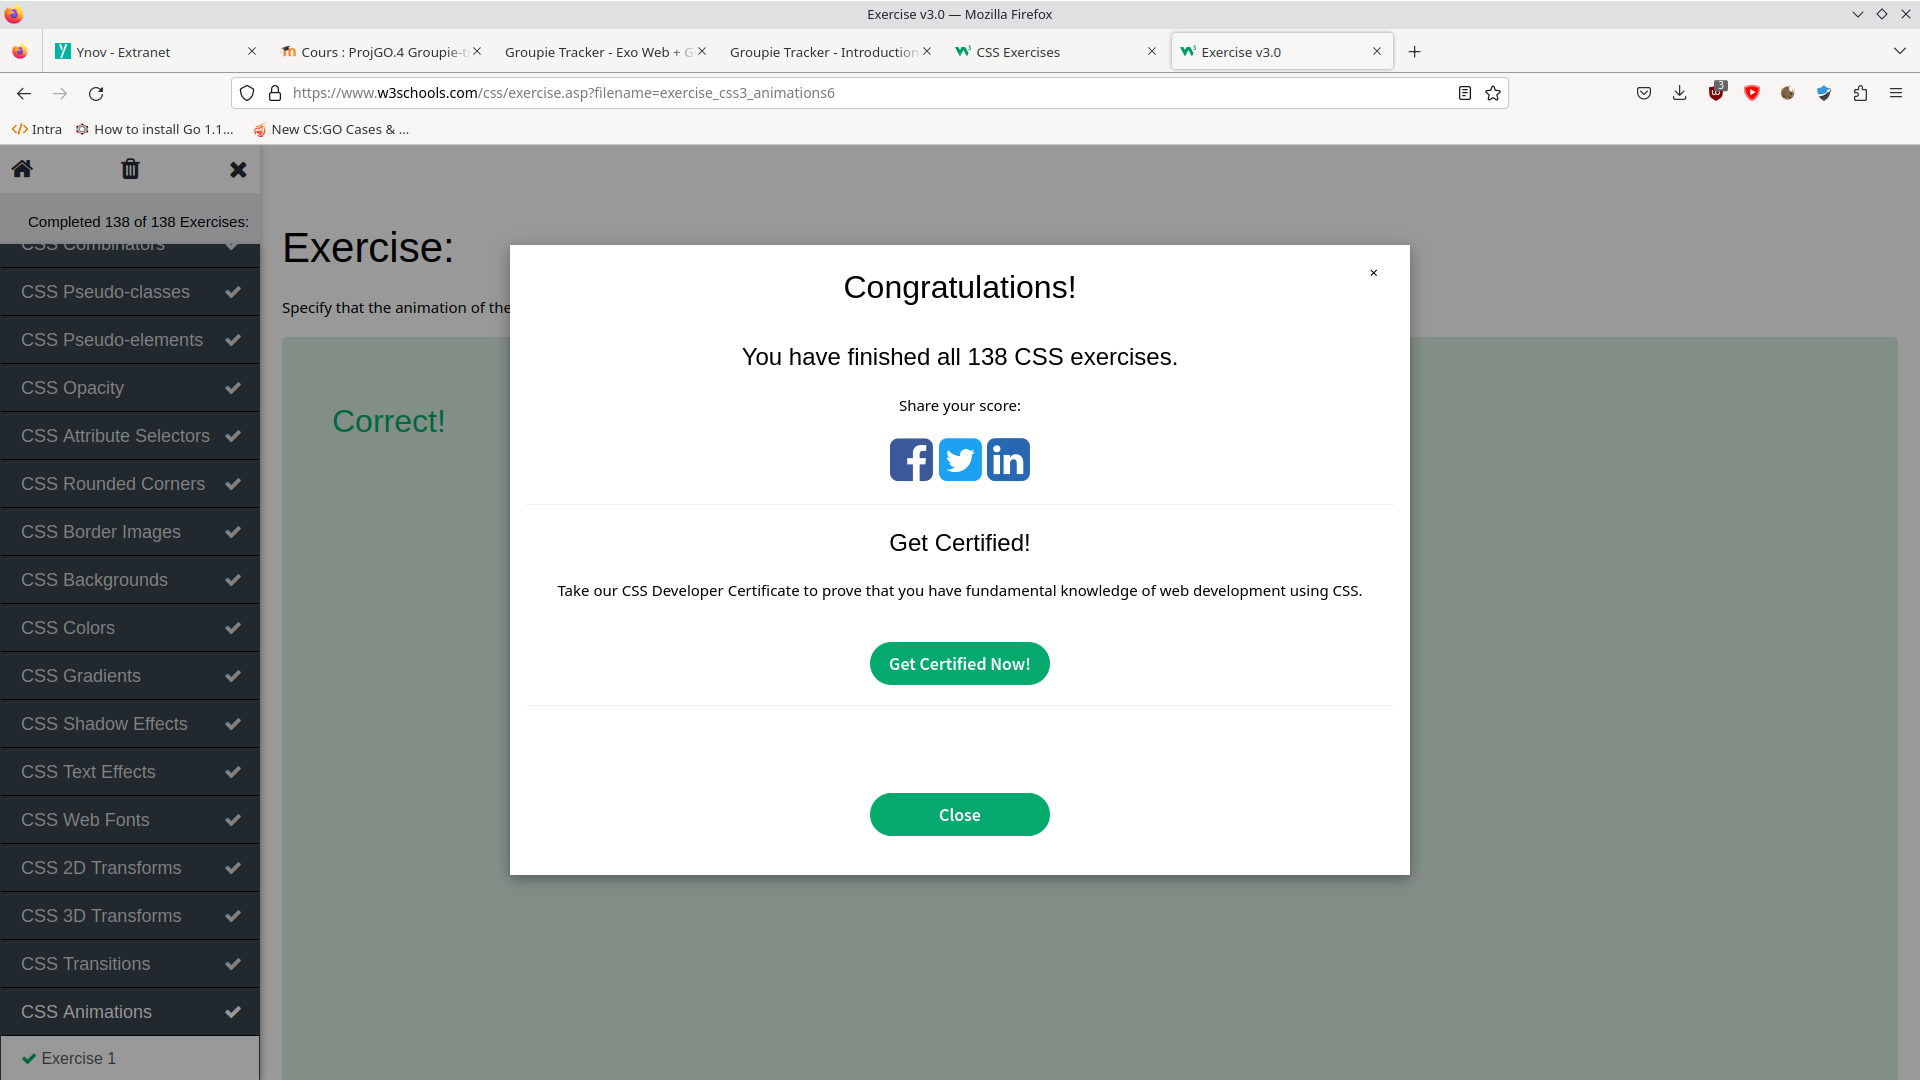 Exercise v3.0 — Mozilla Firefox
Ynov - Extranet
Cours : ProjGO.4 Groupie-t
Groupie Tracker - Exo Web + G
Groupie Tracker - Introduction
CSS Exercises
Exercise v3.0
https://www.w3schools.com/css/exercise.asp?filename=exercise_css3_animations6
3
Intra
How to install Go 1.1...
New CS:GO Cases & ...
Completed 138 of 138 Exercises:
CSS Combinators
CSS Pseudo-classes
CSS Pseudo-elements
CSS Opacity
CSS Attribute Selectors
CSS Rounded Corners
CSS Border Images
CSS Backgrounds
CSS Colors
CSS Gradients
CSS Shadow Effects
CSS Text Effects
CSS Web Fonts
CSS 2D Transforms
CSS 3D Transforms
CSS Transitions
CSS Animations
Exercise 1
Exercise:
Specify that the animation of the
Correct!
×
Congratulations!
You have finished all 138 CSS exercises.
Share your score:
Get Certified!
Take our CSS Developer Certificate to prove that you have fundamental knowledge of web development using CSS.
Get Certified Now!
Close